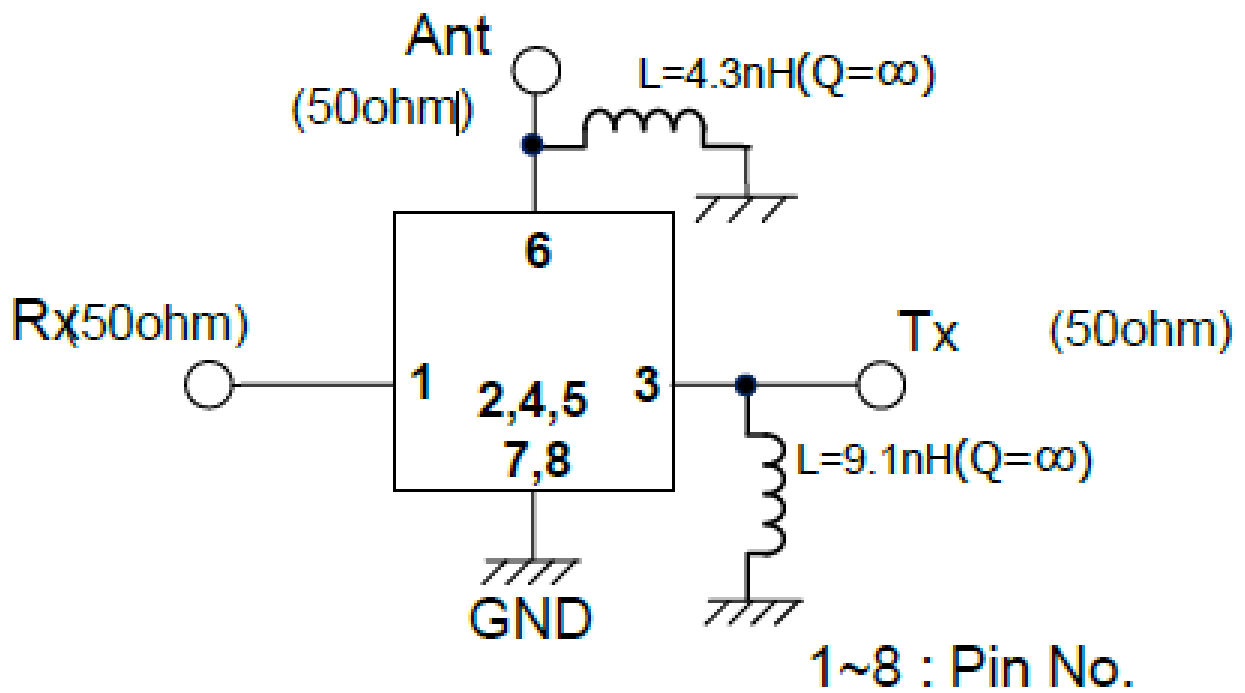 Ant
L=4.3nH(Q=∞)
(50ohm)
6
Rx(50ohm)
Tx (50ohm)
1
2,4,5
3
7,8
L=9.1nH(Q=∞)
GND
1~8 : Pin No.